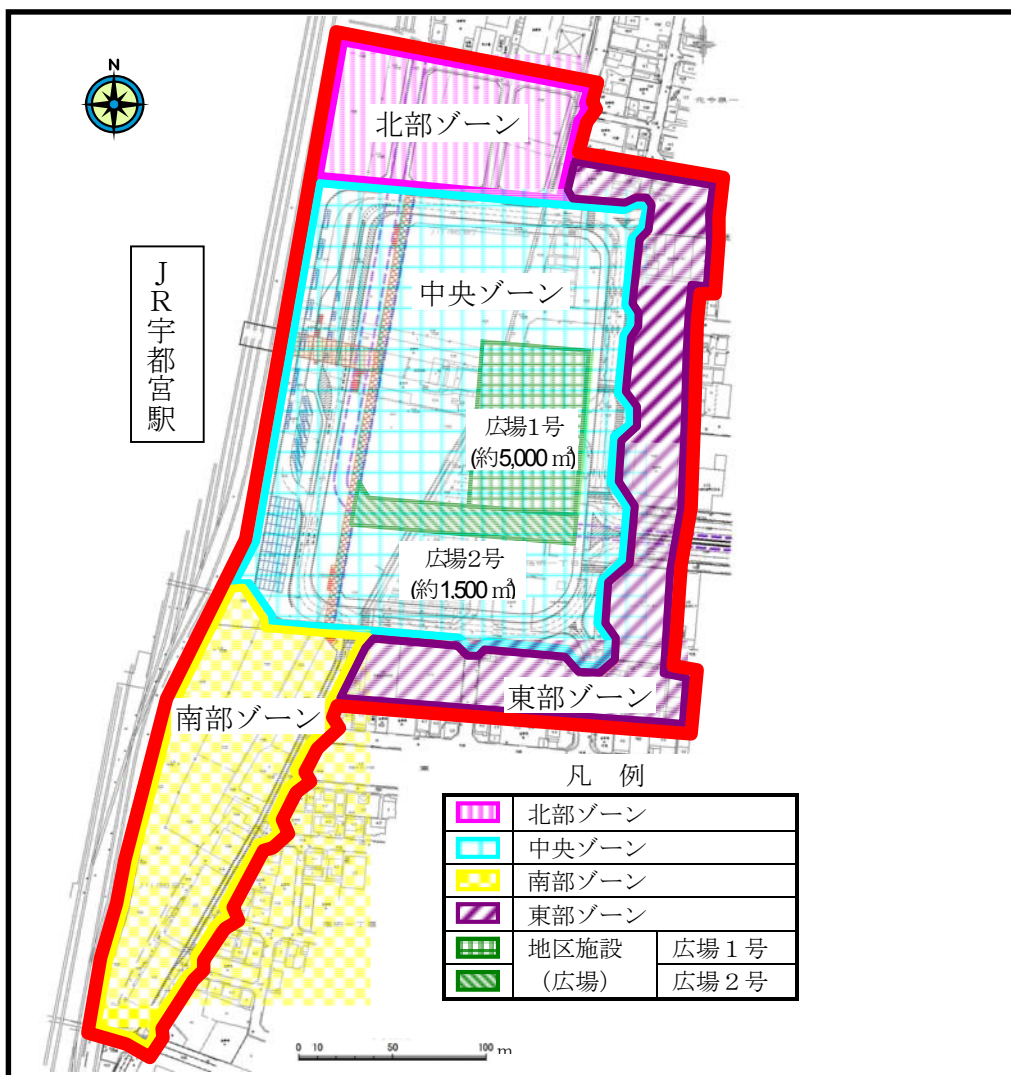 N
北部ゾーン
中央ゾーン
JR宇都宮駅
広場1号
(約5,000㎡)
広場2号
(約1,500㎡)
南部ゾーン
東部ゾーン
凡 例
北部ゾーン
中央ゾーン
南部ゾーン
東部ゾーン
地区施設
(広場)
広場1号
広場2号
0 10 50 100 m